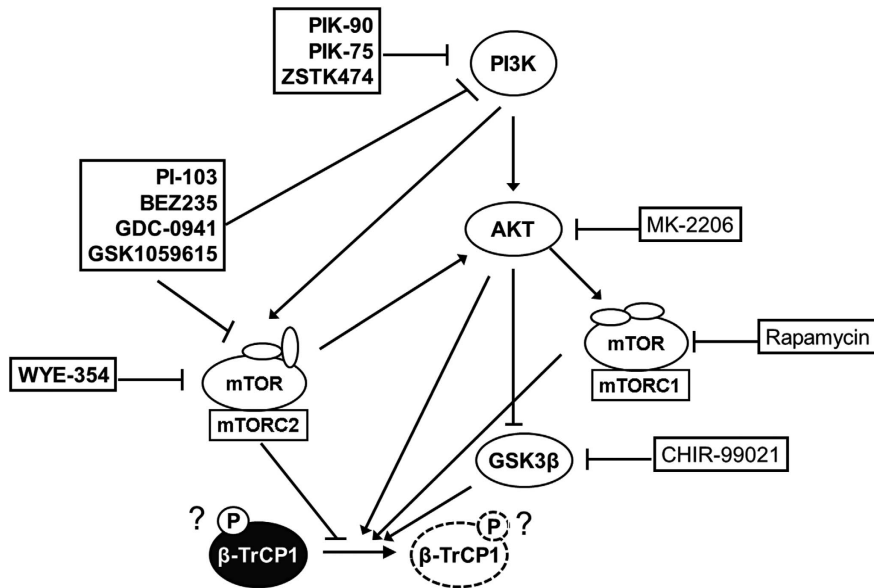 PIK-90
PIK-75
ZSTK474
PI3K
PI-103
BEZ235
GDC-0941
GSK1059615
AKT
MK-2206
mTOR
mTORC1
Rapamycin
WYE-354
mTOR
mTORC2
GSK3β
CHIR-99021
? P
β-TrCP1
P ?
β-TrCP1